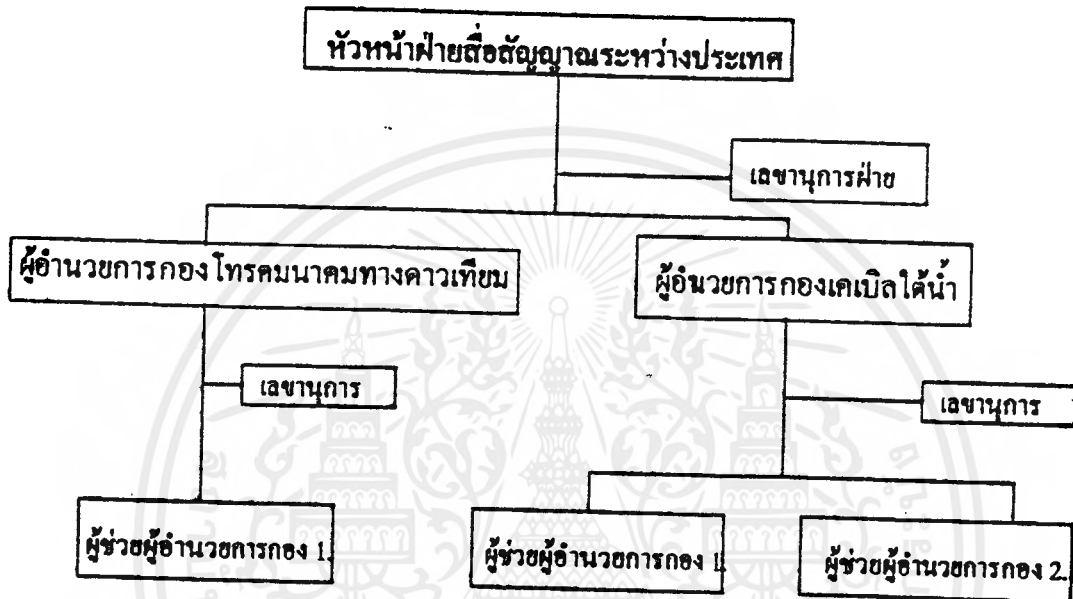 หัวหน้าฝ่ายสื่อสัญญาณระหว่างประเทศ
เลขานุการฝ่าย
ผู้อำนวยการกองโทรคมนาคมทางดาวเทียม
ผู้อำนวยการกองเคเบิลใต้น้ำ
เลขานุการ
เลขานุการ
ผู้ช่วยผู้อำนวยการกอง 1.
ผู้ช่วยผู้อำนวยการกอง 1.
ผู้ช่วยผู้อำนวยการกอง 2.